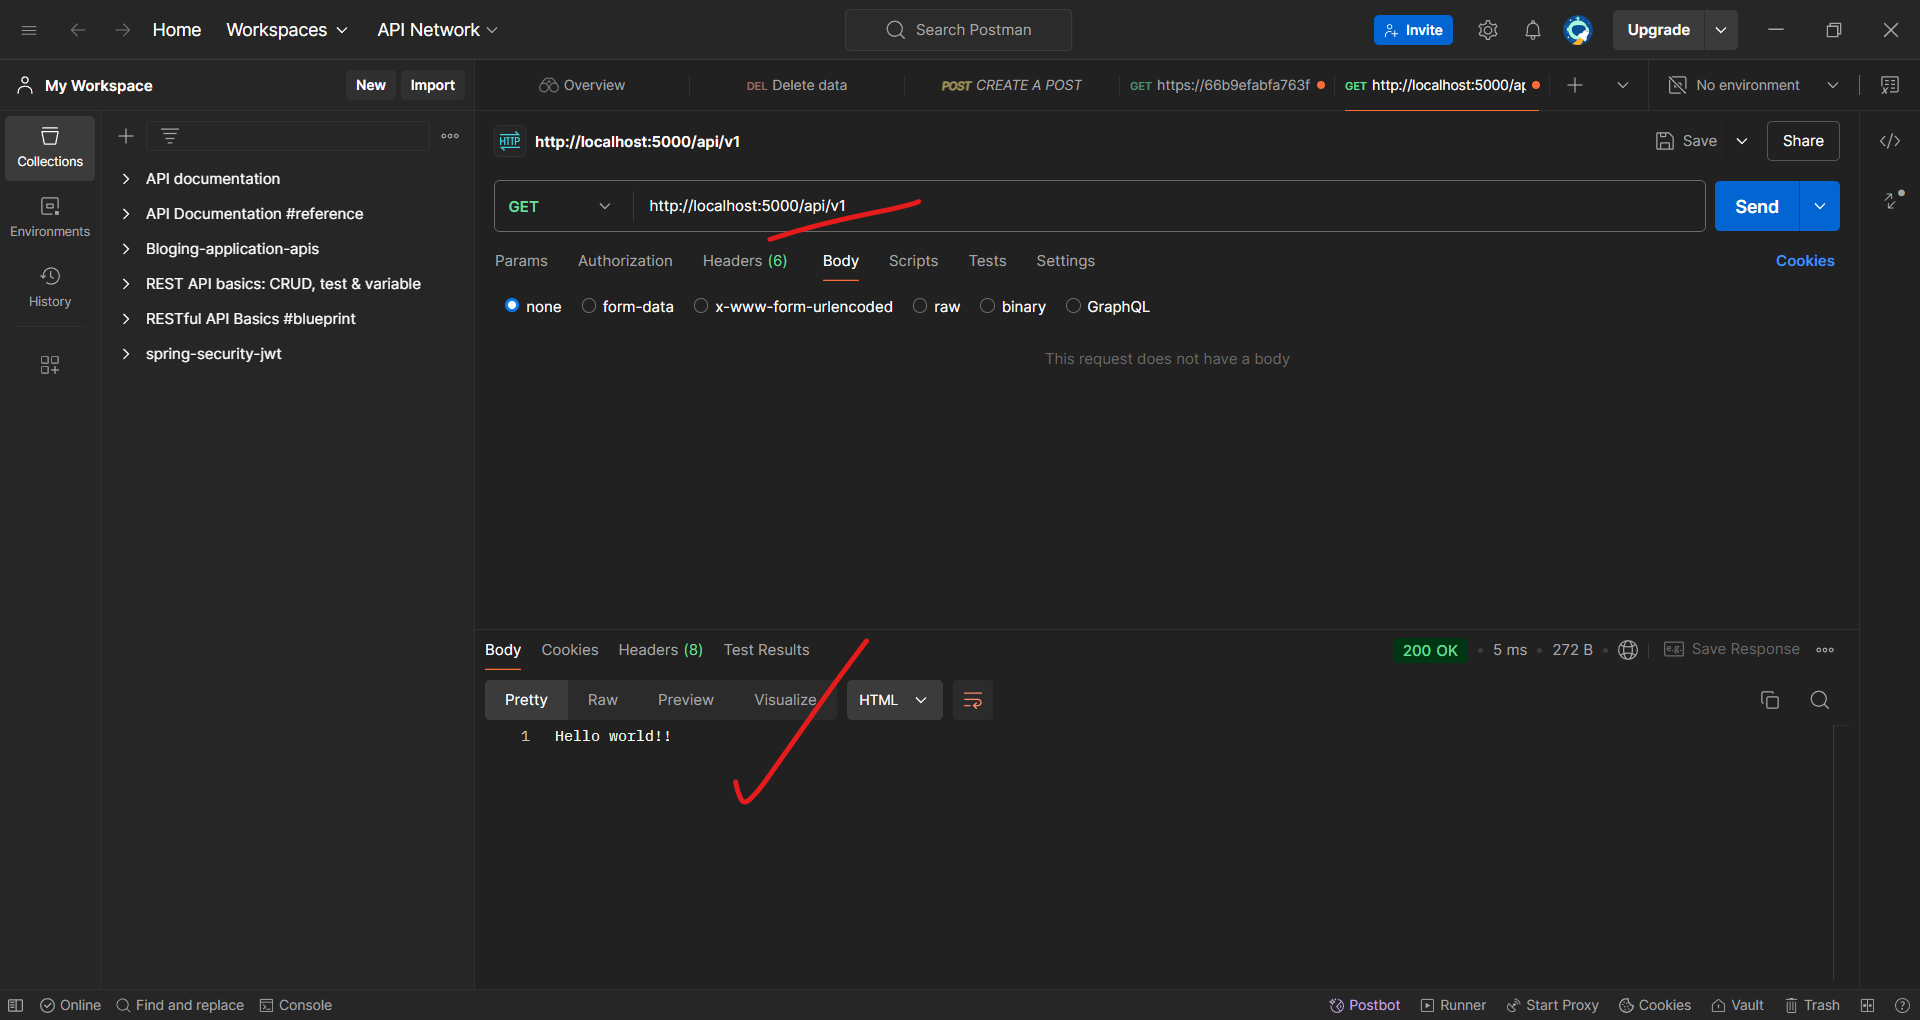 Home Workspaces API Network Search Postman Invite Upgrade
My Workspace New Import Overview DEL Delete data POST CREATE A POST GET https://66b9efabfa763f GET http://localhost:5000/ap No environment
Collections
Environments
History
API documentation
API Documentation #reference
Bloging-application-apis
REST API basics: CRUD, test & variable
RESTful API Basics #blueprint
spring-security-jwt
HTTP http://localhost:5000/api/v1 Save Share
GET http://localhost:5000/api/v1 Send
Params Authorization Headers (6) Body Scripts Tests Settings Cookies
none form-data x-www-form-urlencoded raw binary GraphQL
This request does not have a body
Body Cookies Headers (8) Test Results 200 OK 5 ms 272 B e.g. Save Response
Pretty Raw Preview Visualize HTML
1 Hello world!!
Online Find and replace Console Postbot Runner Start Proxy Cookies Vault Trash